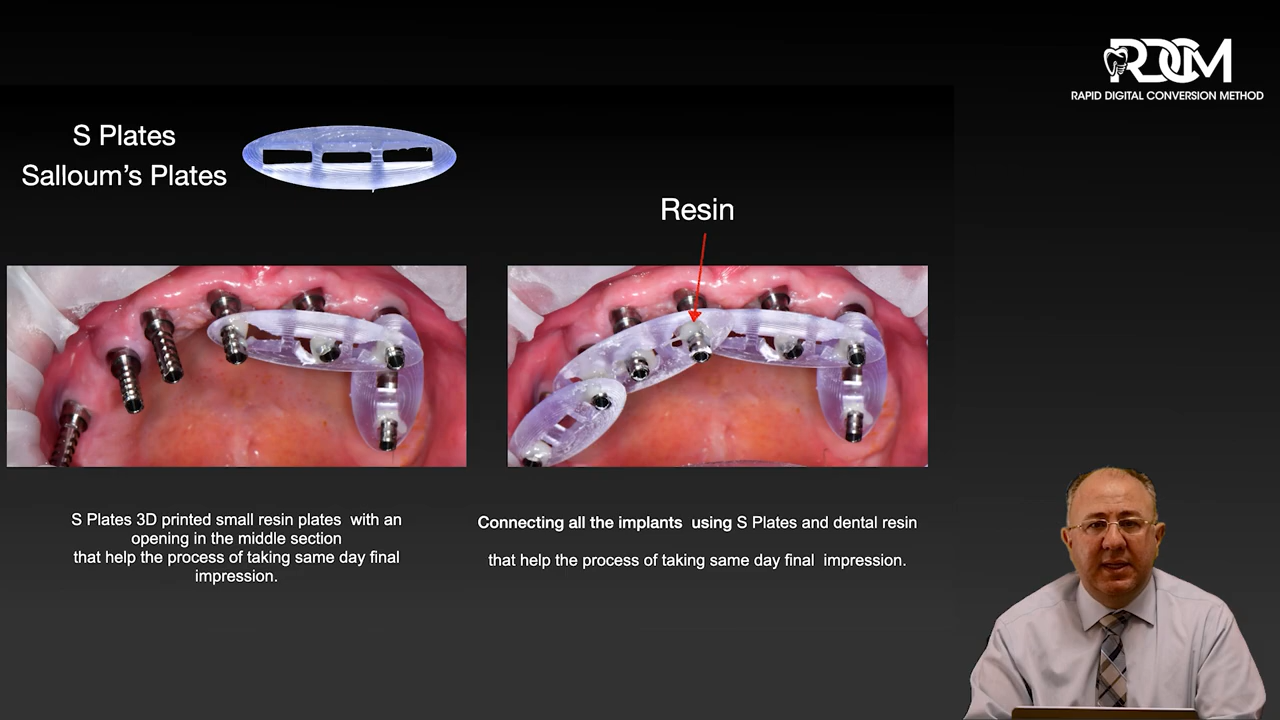 RDCM
RAPID DIGITAL CONVERSION METHOD
S Plates
Salloum’s Plates
Resin
S Plates 3D printed small resin plates with an
opening in the middle section
that help the process of taking same day final
impression.
Connecting all the implants using S Plates and dental resin
that help the process of taking same day final impression.